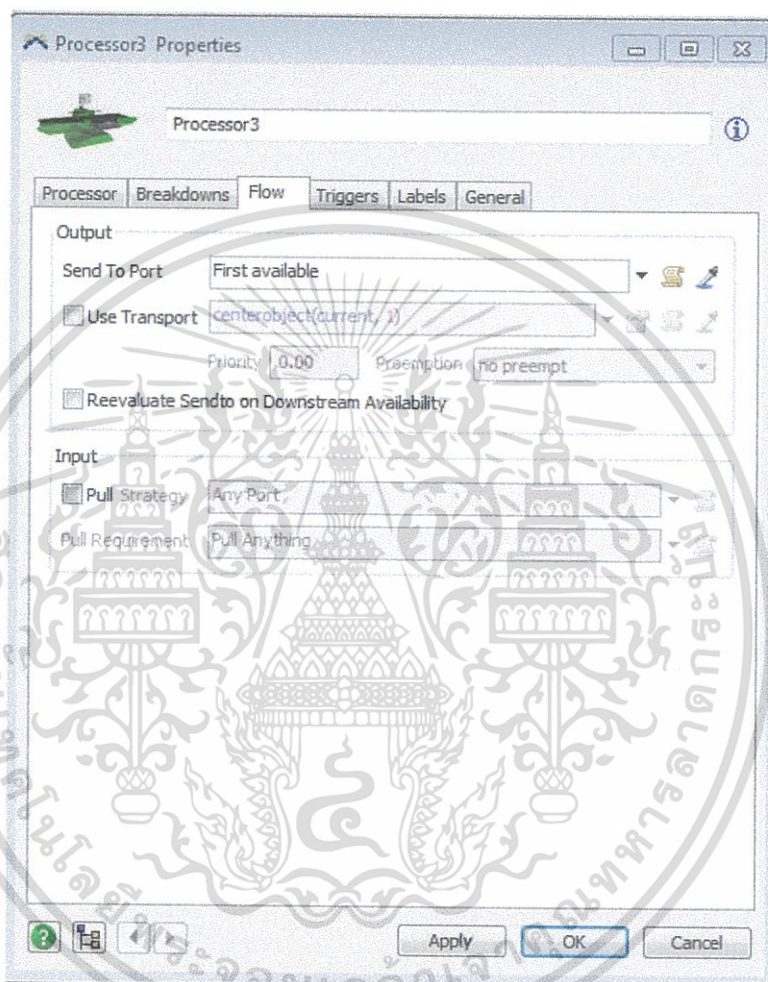 Processor3 Properties
Processor3
Processor Breakdowns Flow Triggers Labels General
Output
Send To Port First available
Use Transport centerobject(current, 1)
Priority 0.00 Preemption no preempt
Reevaluate Sendto on Downstream Availability
Input
Pull Strategy Any Port
Pull Requirement Pull Anything
Apply OK Cancel